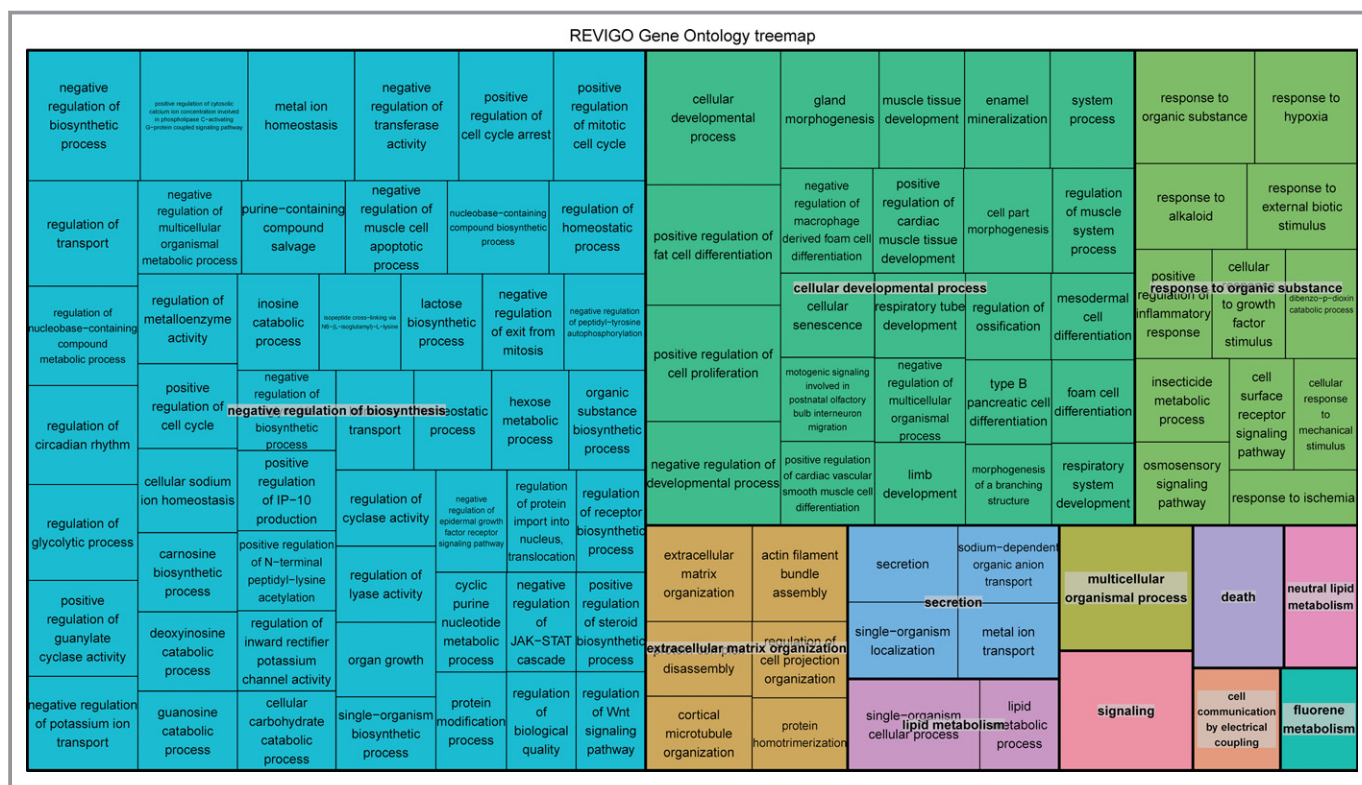 REVIGO Gene Ontology treemap
negative
regulation of
biosynthetic
process
positive regulation of cytosolic
calcium ion concentration involved
in phospholipase C−activating
G−protein coupled signaling pathway
metal ion
homeostasis
negative
regulation of
transferase
activity
positive
regulation of
cell cycle arrest
positive
regulation
of mitotic
cell cycle
regulation
of transport
negative
regulation of
multicellular
organismal
metabolic process
purine−containing
compound
salvage
negative
regulation of
muscle cell
apoptotic
process
nucleobase−containing
compound biosynthetic
process
regulation of
homeostatic
process
regulation of
nucleobase−containing
compound
metabolic process
regulation of
metalloenzyme
activity
inosine
catabolic
process
isopeptide cross−linking via
N6−(L−isoglutamyl)−L−lysine
lactose
biosynthetic
process
negative
regulation
of exit from
mitosis
negative regulation
of peptidyl−tyrosine
autophosphorylation
regulation of
circadian rhythm
positive
regulation of
cell cycle
negative
regulation of
biosynthetic process
negative regulation of biosynthesis
transport
process
hexose
metabolic
process
organic
substance
biosynthetic
process
regulation of
glycolytic process
cellular sodium
ion homeostasis
positive
regulation
of IP−10
production
regulation of
cyclase activity
negative
regulation of
epidermal growth
factor receptor
signaling pathway
regulation
of protein
import into
nucleus,
translocation
regulation
of receptor
biosynthetic
process
carnosine
biosynthetic
process
positive regulation
of N−terminal
peptidyl−lysine
acetylation
regulation of
lyase activity
positive
regulation of
guanylate
cyclase activity
deoxyinosine
catabolic
process
regulation of
inward rectifier
potassium
channel activity
organ growth
cyclic
purine
nucleotide
metabolic
process
negative
regulation of
JAK−STAT
cascade
positive
regulation
of steroid
biosynthetic
process
negative regulation
of potassium ion
transport
guanosine
catabolic
process
cellular
carbohydrate
catabolic process
single−organism
biosynthetic
process
protein
modification
process
regulation
of biological
quality
regulation
of Wnt
signaling
pathway
cellular
developmental
process
gland
morphogenesis
muscle tissue
development
enamel
mineralization
system
process
positive regulation of
fat cell differentiation
negative
regulation of
macrophage
derived foam cell
differentiation
positive
regulation of
cardiac
muscle tissue
development
cell part
morphogenesis
regulation
of muscle
system
process
cellular developmental process
positive regulation of
cell proliferation
cellular
senescence
respiratory tube
development
regulation of
ossification
mesodermal
cell
differentiation
motogenic signaling
involved in
postnatal olfactory
bulb interneuron
migration
negative
regulation of
multicellular
organismal
process
type B
pancreatic cell
differentiation
foam cell
differentiation
negative regulation of
developmental process
positive regulation
of cardiac vascular
smooth muscle cell
differentiation
limb
development
morphogenesis
of a branching
structure
respiratory
system
development
response to
organic substance
response to
hypoxia
response to
alkaloid
response to
external biotic
stimulus
response to organic substance
positive
regulation of
inflammatory
response
cellular
response
to growth
factor
stimulus
dibenzo−p−dioxin
catabolic process
insecticide
metabolic
process
cell
surface
receptor
signaling
pathway
cellular
response
to
mechanical
stimulus
osmosensory
signaling
pathway
response to ischemia
extracellular
matrix
organization
actin filament
bundle
assembly
extracellular matrix organization
disassembly
regulation of
cell projection
organization
cortical
microtubule
organization
protein
homotrimerization
secretion
sodium−dependent
organic anion
transport
secretion
single−organism
localization
metal ion
transport
single−organism
cellular process
lipid
metabolic
process
lipid metabolism
multicellular
organismal process
signaling
death
neutral lipid
metabolism
cell
communication
by electrical
coupling
fluorene
metabolism